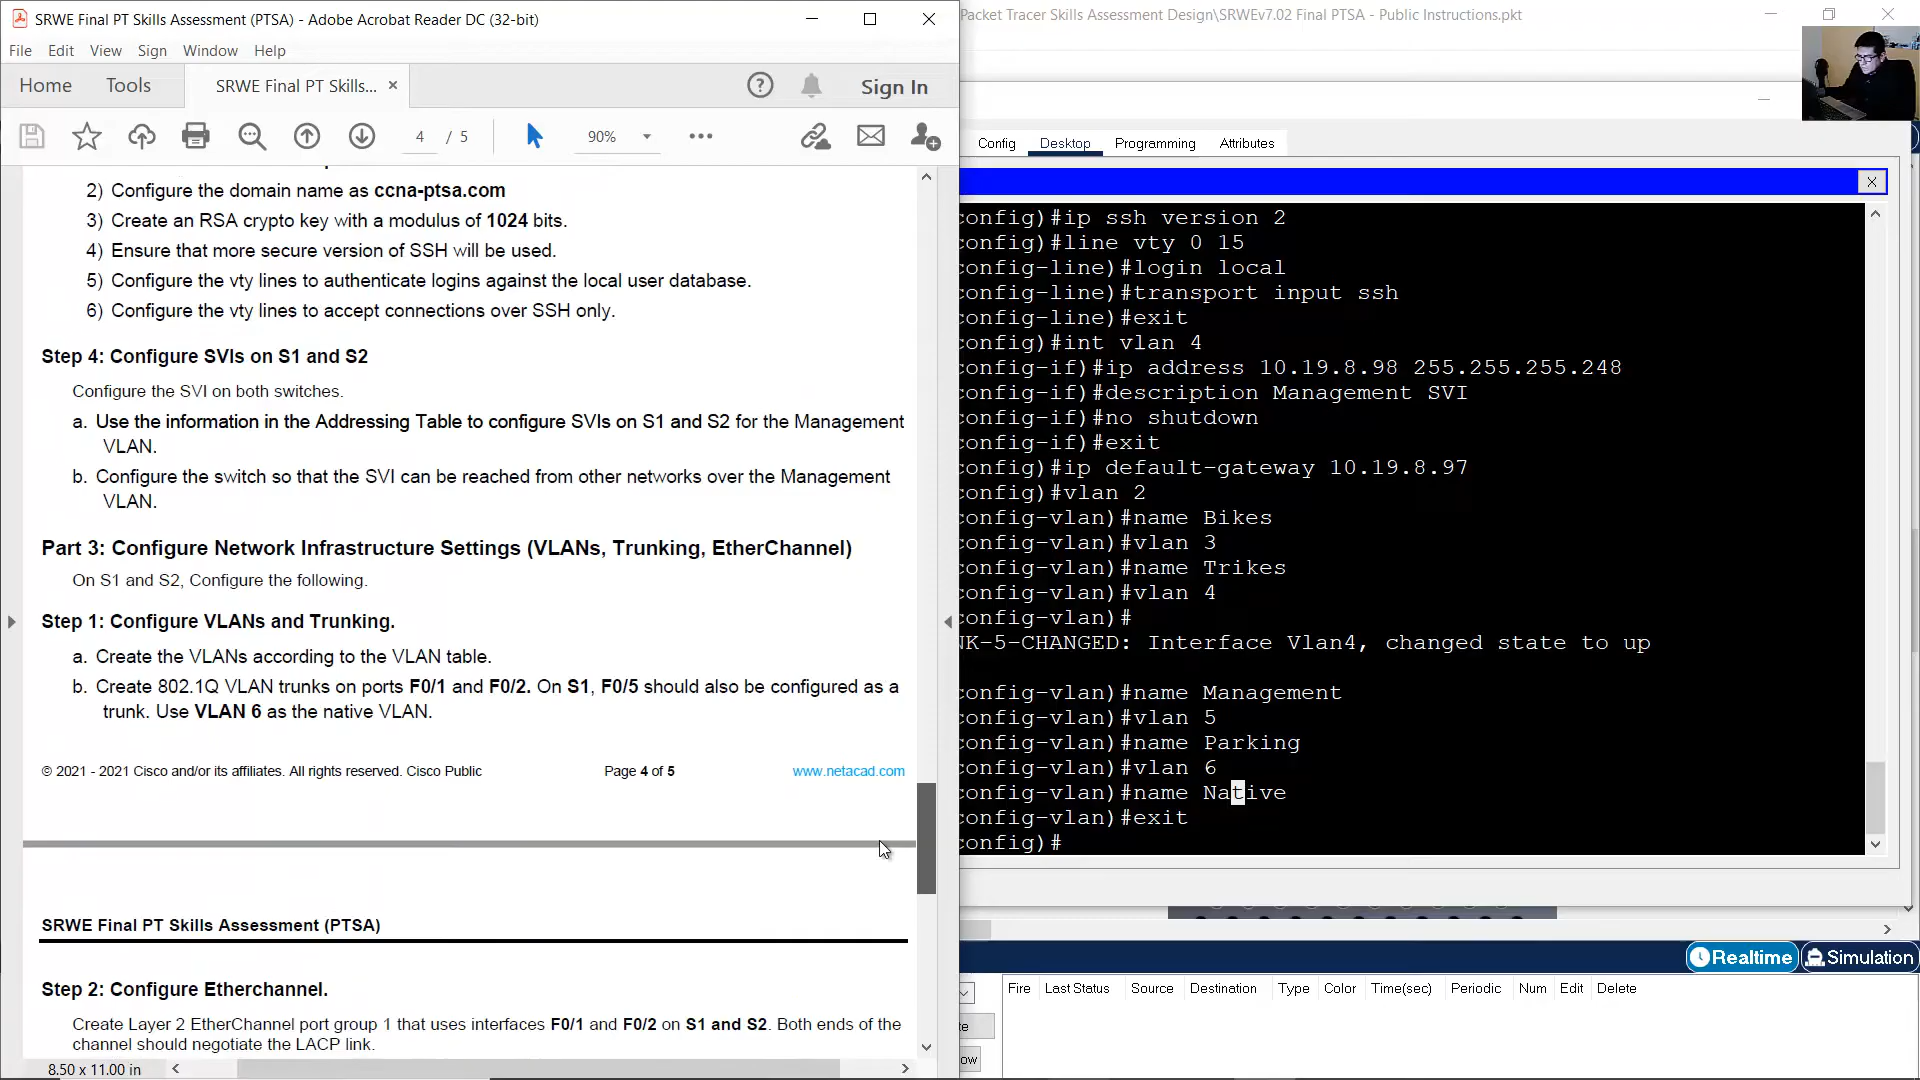 SRWE Final PT Skills Assessment (PTSA) - Adobe Acrobat Reader DC (32-bit)
File Edit View Sign Window Help
Home Tools SRWE Final PT Skills... × Sign In
4 / 5 90%
2) Configure the domain name as ccna-ptsa.com
3) Create an RSA crypto key with a modulus of 1024 bits.
4) Ensure that more secure version of SSH will be used.
5) Configure the vty lines to authenticate logins against the local user database.
6) Configure the vty lines to accept connections over SSH only.
Step 4: Configure SVIs on S1 and S2
Configure the SVI on both switches.
a. Use the information in the Addressing Table to configure SVIs on S1 and S2 for the Management
VLAN.
b. Configure the switch so that the SVI can be reached from other networks over the Management
VLAN.
Part 3: Configure Network Infrastructure Settings (VLANs, Trunking, EtherChannel)
On S1 and S2, Configure the following.
Step 1: Configure VLANs and Trunking.
a. Create the VLANs according to the VLAN table.
b. Create 802.1Q VLAN trunks on ports F0/1 and F0/2. On S1, F0/5 should also be configured as a
trunk. Use VLAN 6 as the native VLAN.
© 2021 - 2021 Cisco and/or its affiliates. All rights reserved. Cisco Public Page 4 of 5 www.netacad.com
SRWE Final PT Skills Assessment (PTSA)
Step 2: Configure Etherchannel.
Create Layer 2 EtherChannel port group 1 that uses interfaces F0/1 and F0/2 on S1 and S2. Both ends of the
channel should negotiate the LACP link.
8.50 x 11.00 in
Packet Tracer Skills Assessment Design\SRWEv7.02 Final PTSA - Public Instructions.pkt
Config Desktop Programming Attributes
X
config)#ip ssh version 2
config)#line vty 0 15
config-line)#login local
config-line)#transport input ssh
config-line)#exit
config)#int vlan 4
config-if)#ip address 10.19.8.98 255.255.255.248
config-if)#description Management SVI
config-if)#no shutdown
config-if)#exit
config)#ip default-gateway 10.19.8.97
config)#vlan 2
config-vlan)#name Bikes
config-vlan)#vlan 3
config-vlan)#name Trikes
config-vlan)#vlan 4
config-vlan)#
NK-5-CHANGED: Interface Vlan4, changed state to up
config-vlan)#name Management
config-vlan)#vlan 5
config-vlan)#name Parking
config-vlan)#vlan 6
config-vlan)#name Native
config-vlan)#exit
config)#
Realtime Simulation
Fire Last Status Source Destination Type Color Time(sec) Periodic Num Edit Delete